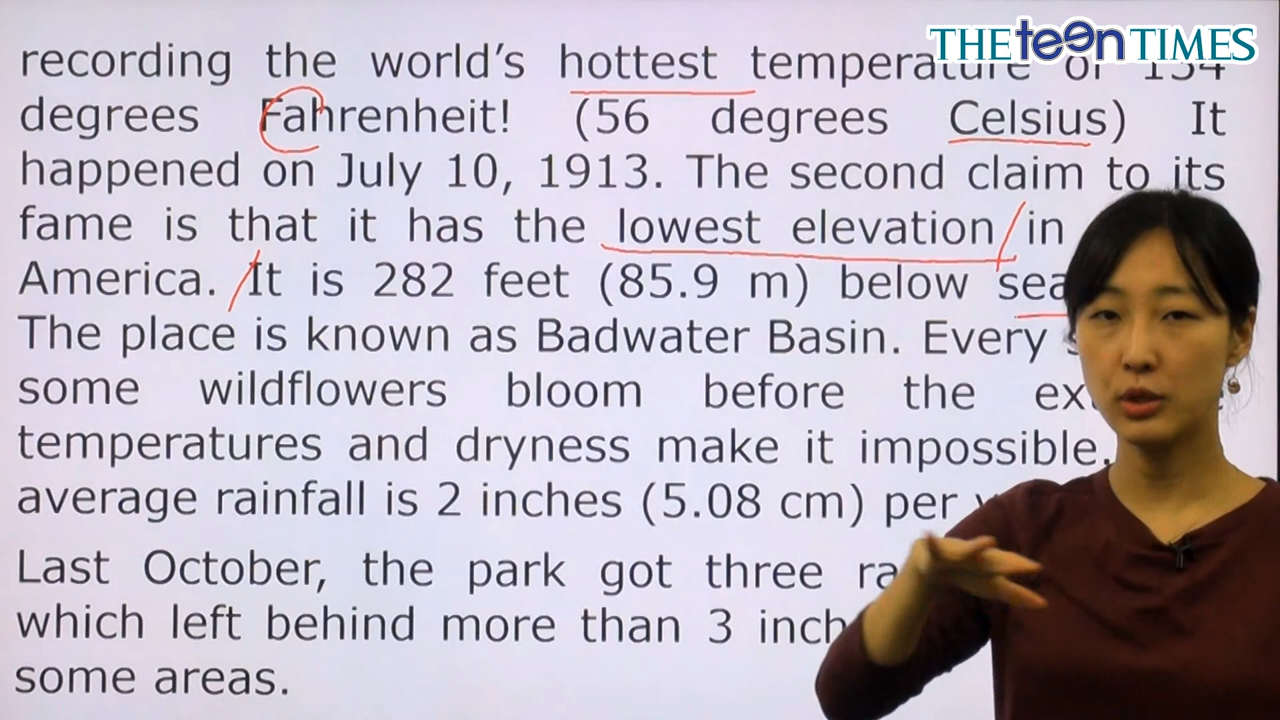 THE teen TIMES
recording the world's hottest temperature of 134
degrees Fahrenheit! (56 degrees Celsius) It
happened on July 10, 1913. The second claim to its
fame is that it has the lowest elevation in
America. It is 282 feet (85.9 m) below sea
The place is known as Badwater Basin. Every
some wildflowers bloom before the
temperatures and dryness make it impossible.
average rainfall is 2 inches (5.08 cm) per
Last October, the park got three
which left behind more than 3
some areas.